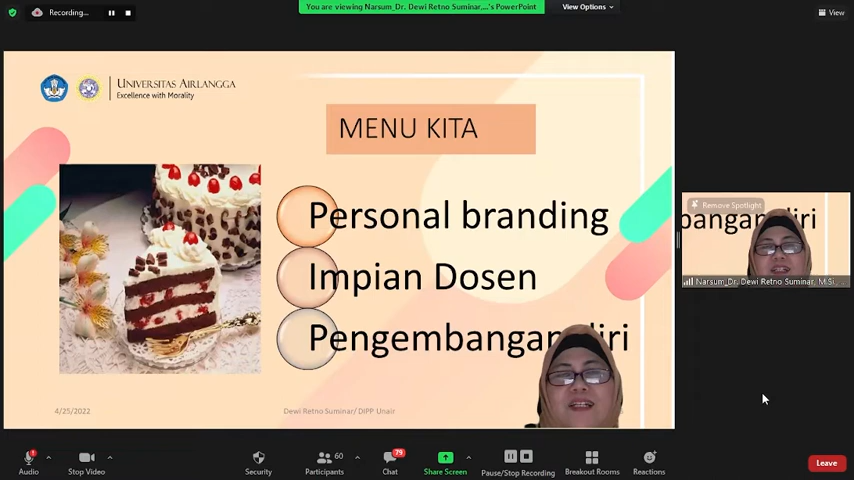 Recording...
You are viewing Narsum_Dr. Dewi Retno Suminar,...'s PowerPoint
View Options
View
UNIVERSITAS AIRLANGGA
Excellence with Morality
MENU KITA
Personal branding
Impian Dosen
Pengembangan diri
4/25/2022
Dewi Retno Suminar/ DIPP Unair
Remove Spotlight
Narsum_Dr. Dewi Retno Suminar, M.Si,...
Audio
Stop Video
Security
60
Participants
79
Chat
Share Screen
Pause/Stop Recording
Breakout Rooms
Reactions
Leave